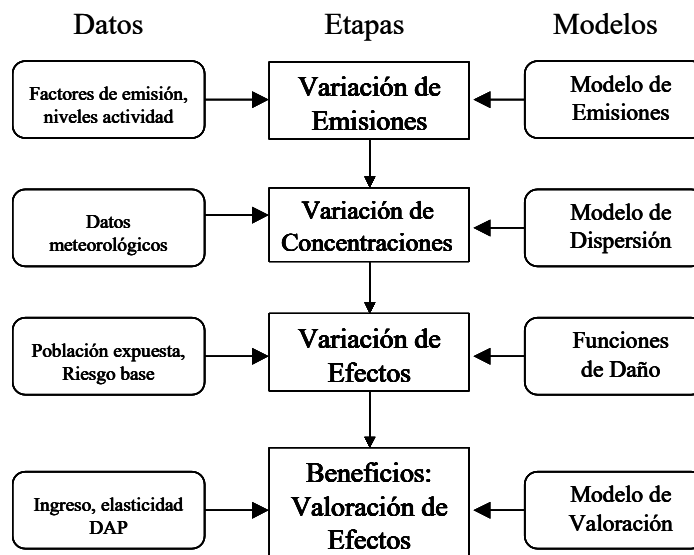 Datos
Etapas
Modelos
Factores de emisión,
niveles actividad
Variación de
Emisiones
Modelo de
Emisiones
Datos
meteorológicos
Variación de
Concentraciones
Modelo de
Dispersión
Población expuesta,
Riesgo base
Variación de
Efectos
Funciones
de Daño
Ingreso, elasticidad
DAP
Beneficios:
Valoración de
Efectos
Modelo de
Valoración